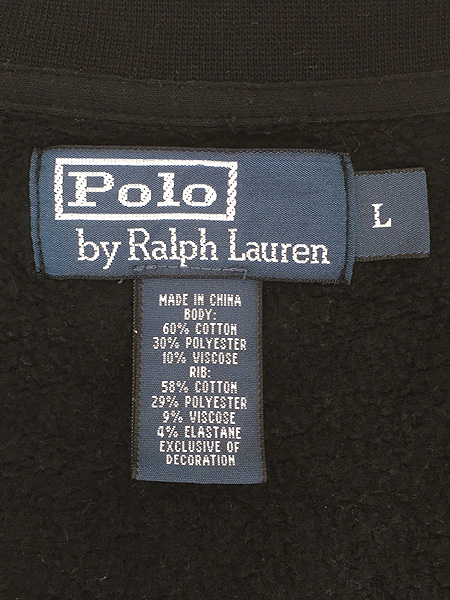 Polo
by Ralph Lauren
L
MADE IN CHINA
BODY:
60% COTTON
30% POLYESTER
10% VISCOSE
RIB:
58% COTTON
29% POLYESTER
9% VISCOSE
4% ELASTANE
EXCLUSIVE OF
DECORATION